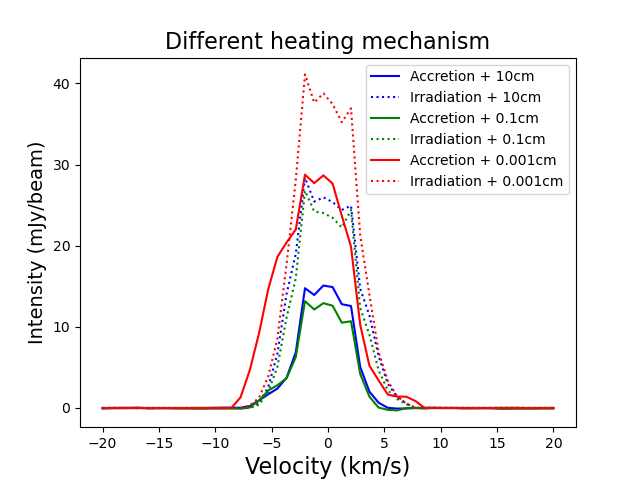 Different heating mechanism
Intensity (mJy/beam)
40
30
20
10
0
Accretion + 10cm
Irradiation + 10cm
Accretion + 0.1cm
Irradiation + 0.1cm
Accretion + 0.001cm
Irradiation + 0.001cm
−20 −15 −10 −5 0 5 10 15 20
Velocity (km/s)